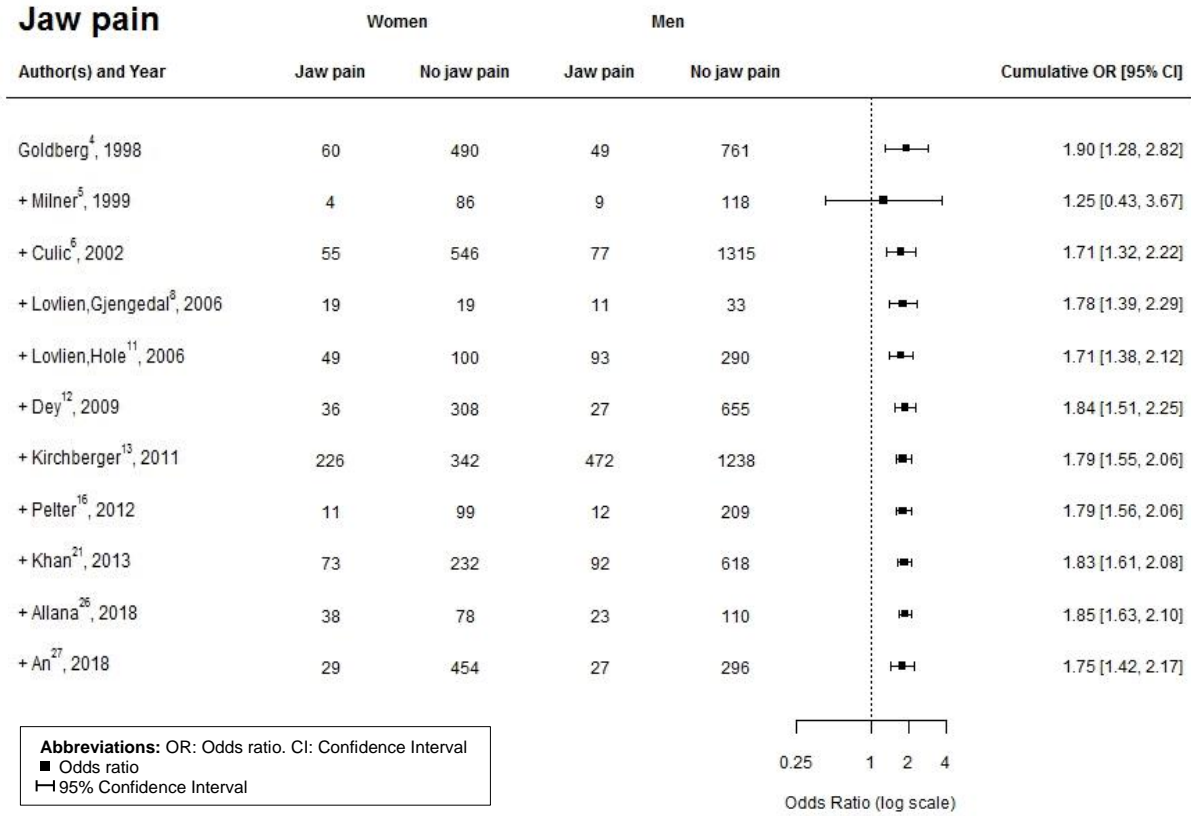 Jaw pain
Women Men
Author(s) and Year Jaw pain No jaw pain Jaw pain No jaw pain Cumulative OR [95% CI]
Goldberg⁴, 1998 60 490 49 761 1.90 [1.28, 2.82]
+ Milner⁵, 1999 4 86 9 118 1.25 [0.43, 3.67]
+ Culic⁶, 2002 55 546 77 1315 1.71 [1.32, 2.22]
+ Lovlien,Gjengedal⁸, 2006 19 19 11 33 1.78 [1.39, 2.29]
+ Lovlien,Hole¹¹, 2006 49 100 93 290 1.71 [1.38, 2.12]
+ Dey¹², 2009 36 308 27 655 1.84 [1.51, 2.25]
+ Kirchberger¹³, 2011 226 342 472 1238 1.79 [1.55, 2.06]
+ Pelter¹⁶, 2012 11 99 12 209 1.79 [1.56, 2.06]
+ Khan²¹, 2013 73 232 92 618 1.83 [1.61, 2.08]
+ Allana²⁶, 2018 38 78 23 110 1.85 [1.63, 2.10]
+ An²⁷, 2018 29 454 27 296 1.75 [1.42, 2.17]
Abbreviations: OR: Odds ratio. CI: Confidence Interval
Odds ratio
95% Confidence Interval
0.25 1 2 4
Odds Ratio (log scale)